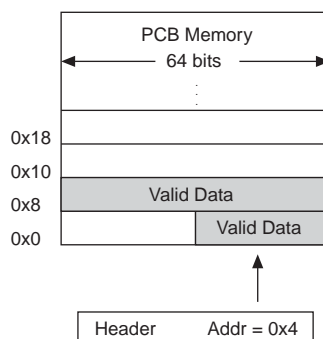 PCB Memory
64 bits
0x18
0x10
Valid Data
0x8
Valid Data
0x0
Header Addr = 0x4